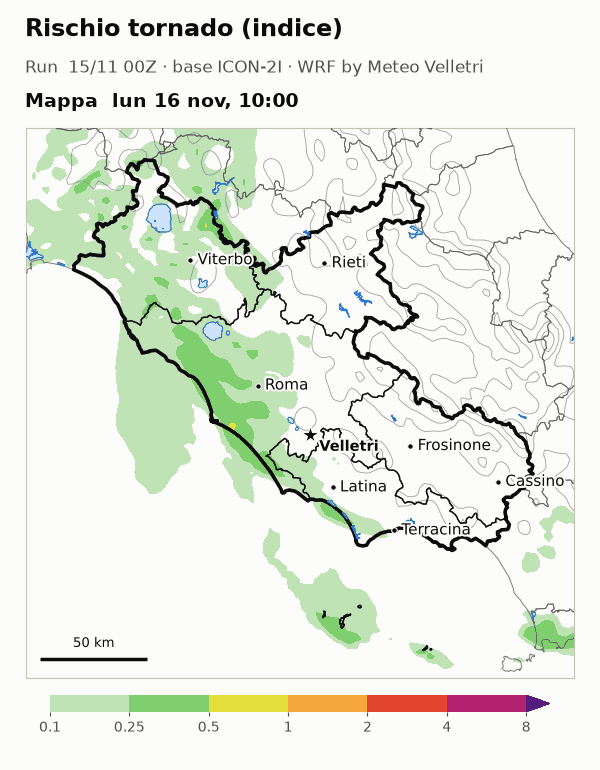 Rischio tornado (indice)
Run  15/11 00Z · base ICON-2I · WRF by Meteo Velletri
Mappa  lun 16 nov, 10:00
Viterbo
Rieti
Roma
Velletri
Frosinone
Cassino
Latina
Terracina
50 km
0.1 0.25 0.5 1 2 4 8